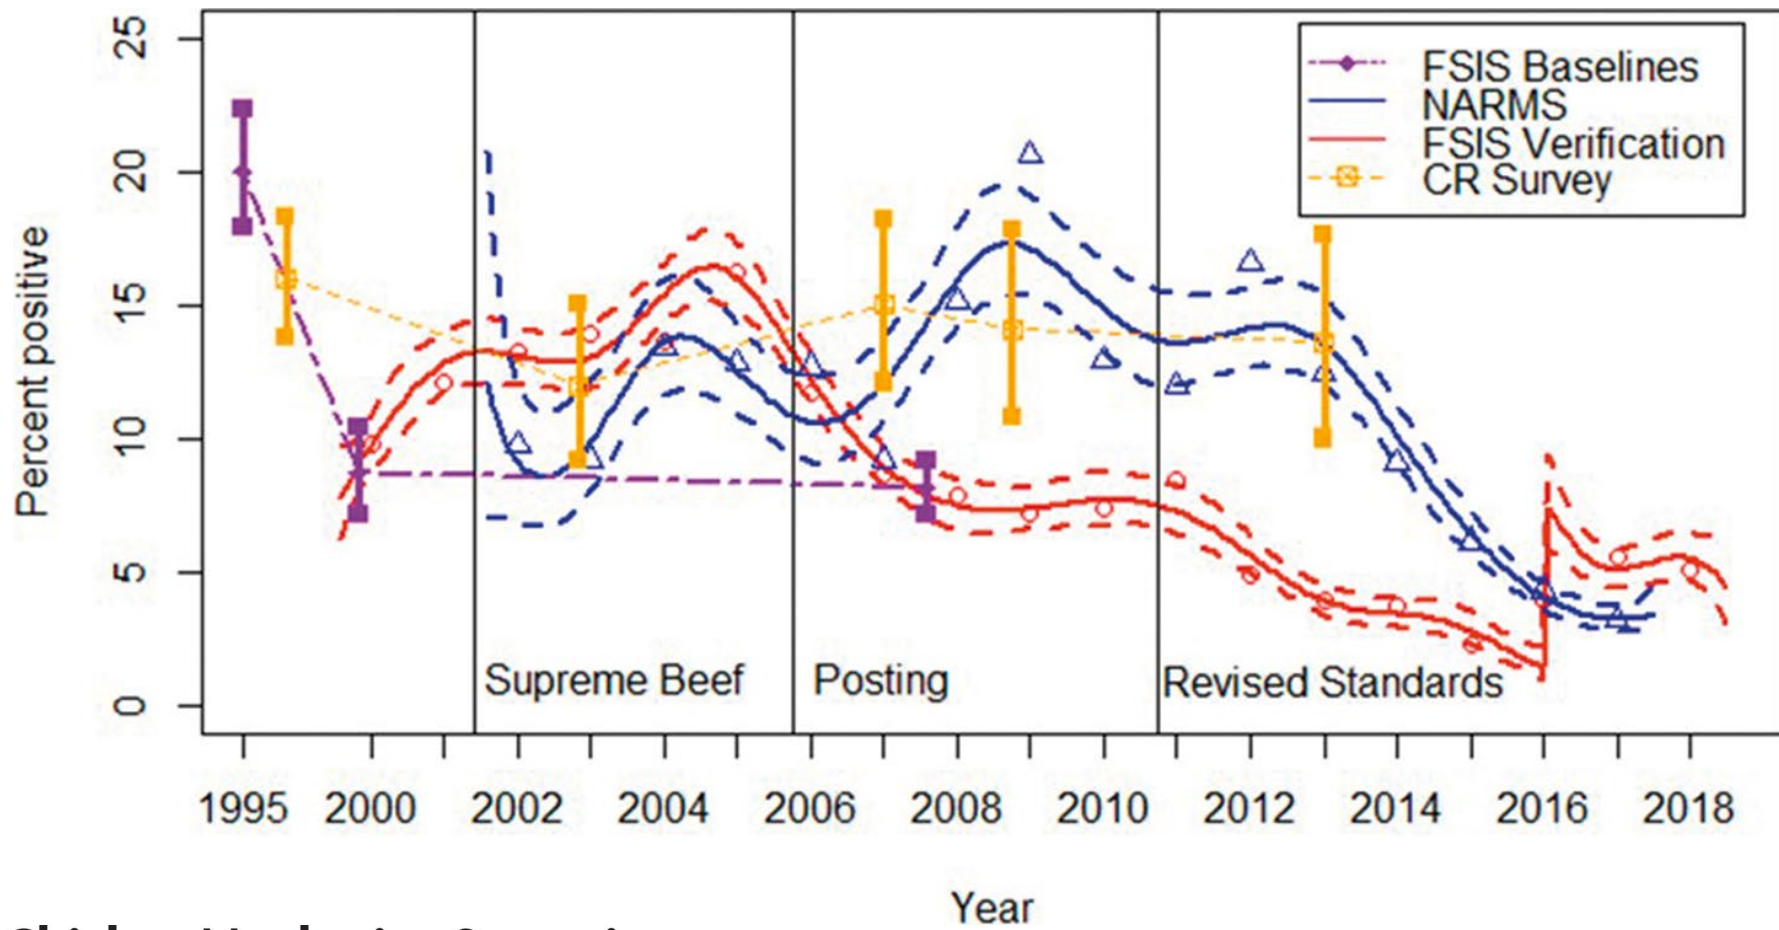 25
20
15
10
5
0
Percent positive
FSIS Baselines
NARMS
FSIS Verification
CR Survey
Supreme Beef
Posting
Revised Standards
1995 2000 2002 2004 2006 2008 2010 2012 2014 2016 2018
Year